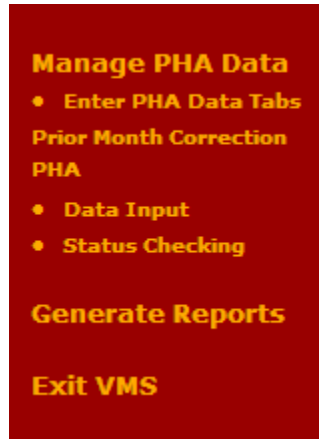 Manage PHA Data
• Enter PHA Data Tabs
Prior Month Correction
PHA
• Data Input
• Status Checking
Generate Reports
Exit VMS